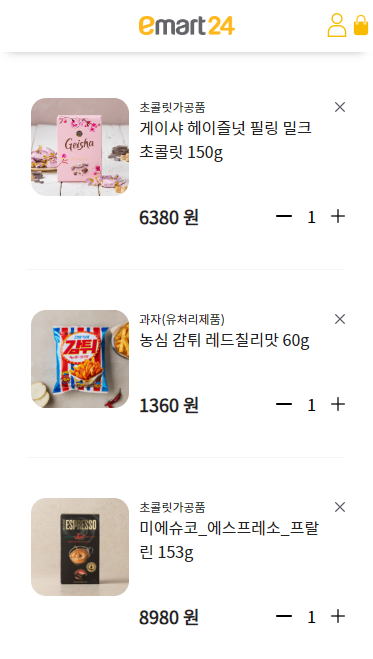 emart24
초콜릿가공품
게이샤 헤이즐넛 필링 밀크
초콜릿 150g
Geisha
6380 원
1
과자(유처리제품)
농심 감튀 레드칠리맛 60g
감튀
1360 원
1
초콜릿가공품
미에슈코_에스프레소_프랄
린 153g
ESPRESSO
8980 원
1